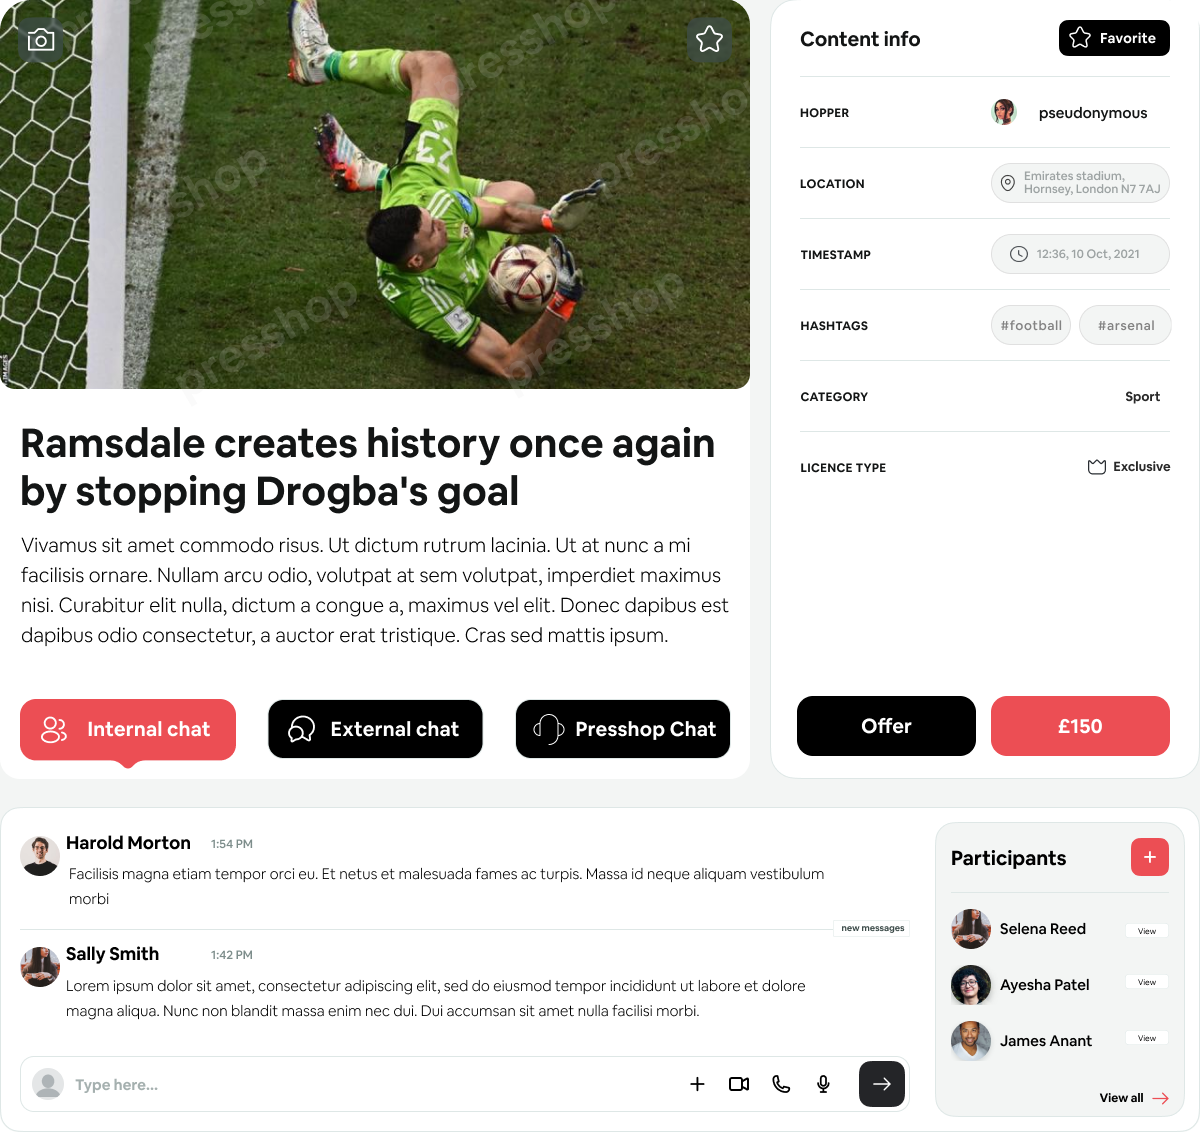 presshop
presshop
presshop
presshop
presshop
presshop
23
IMAGES
Ramsdale creates history once again
by stopping Drogba's goal
Vivamus sit amet commodo risus. Ut dictum rutrum lacinia. Ut at nunc a mi
facilisis ornare. Nullam arcu odio, volutpat at sem volutpat, imperdiet maximus
nisi. Curabitur elit nulla, dictum a congue a, maximus vel elit. Donec dapibus est
dapibus odio consectetur, a auctor erat tristique. Cras sed mattis ipsum.
Internal chat
External chat
Presshop Chat
Content info
Favorite
HOPPER
pseudonymous
LOCATION
Emirates stadium,
Hornsey, London N7 7AJ
TIMESTAMP
12:36, 10 Oct, 2021
HASHTAGS
#football
#arsenal
CATEGORY
Sport
LICENCE TYPE
Exclusive
Offer
£150
Harold Morton
1:54 PM
Facilisis magna etiam tempor orci eu. Et netus et malesuada fames ac turpis. Massa id neque aliquam vestibulum
morbi
new messages
Sally Smith
1:42 PM
Lorem ipsum dolor sit amet, consectetur adipiscing elit, sed do eiusmod tempor incididunt ut labore et dolore
magna aliqua. Nunc non blandit massa enim nec dui. Dui accumsan sit amet nulla facilisi morbi.
Type here...
Participants
Selena Reed
View
Ayesha Patel
View
James Anant
View
View all